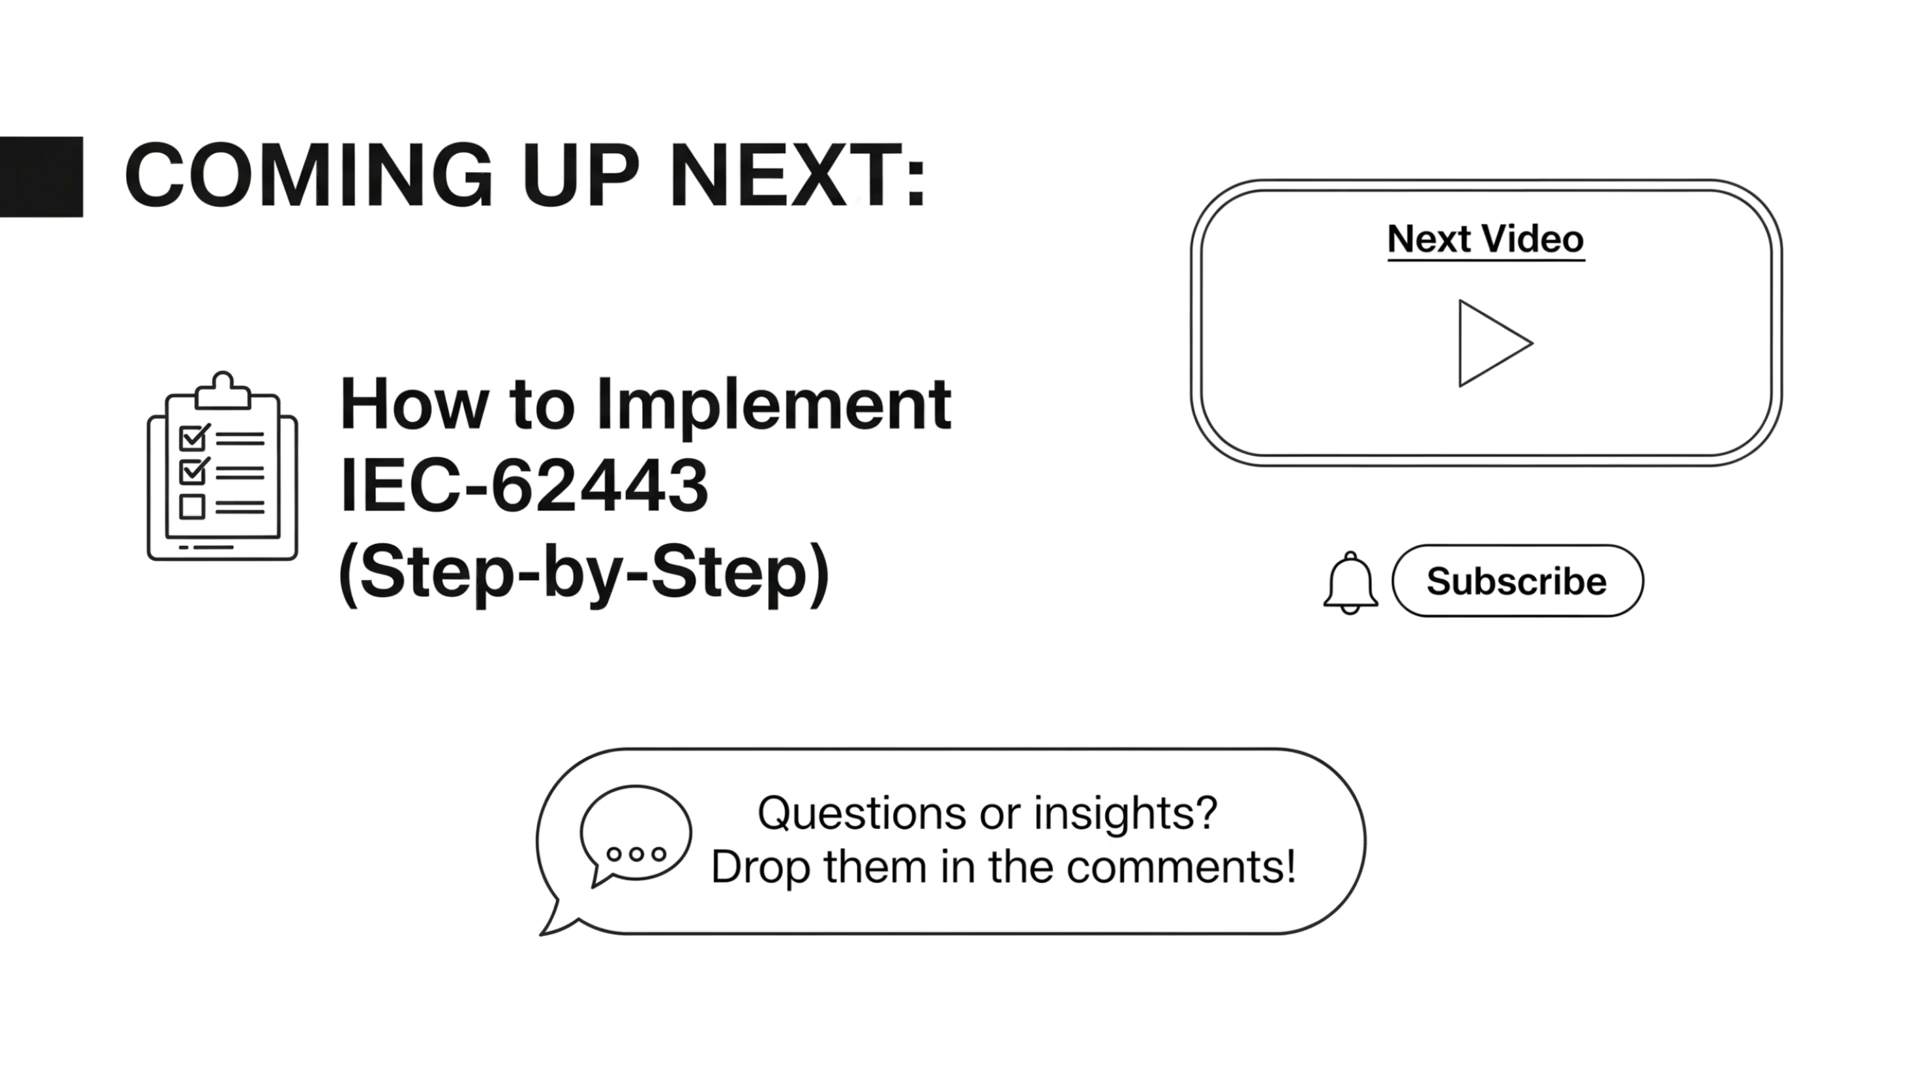 COMING UP NEXT:
How to Implement
IEC-62443
(Step-by-Step)
Next Video
Subscribe
Questions or insights?
Drop them in the comments!